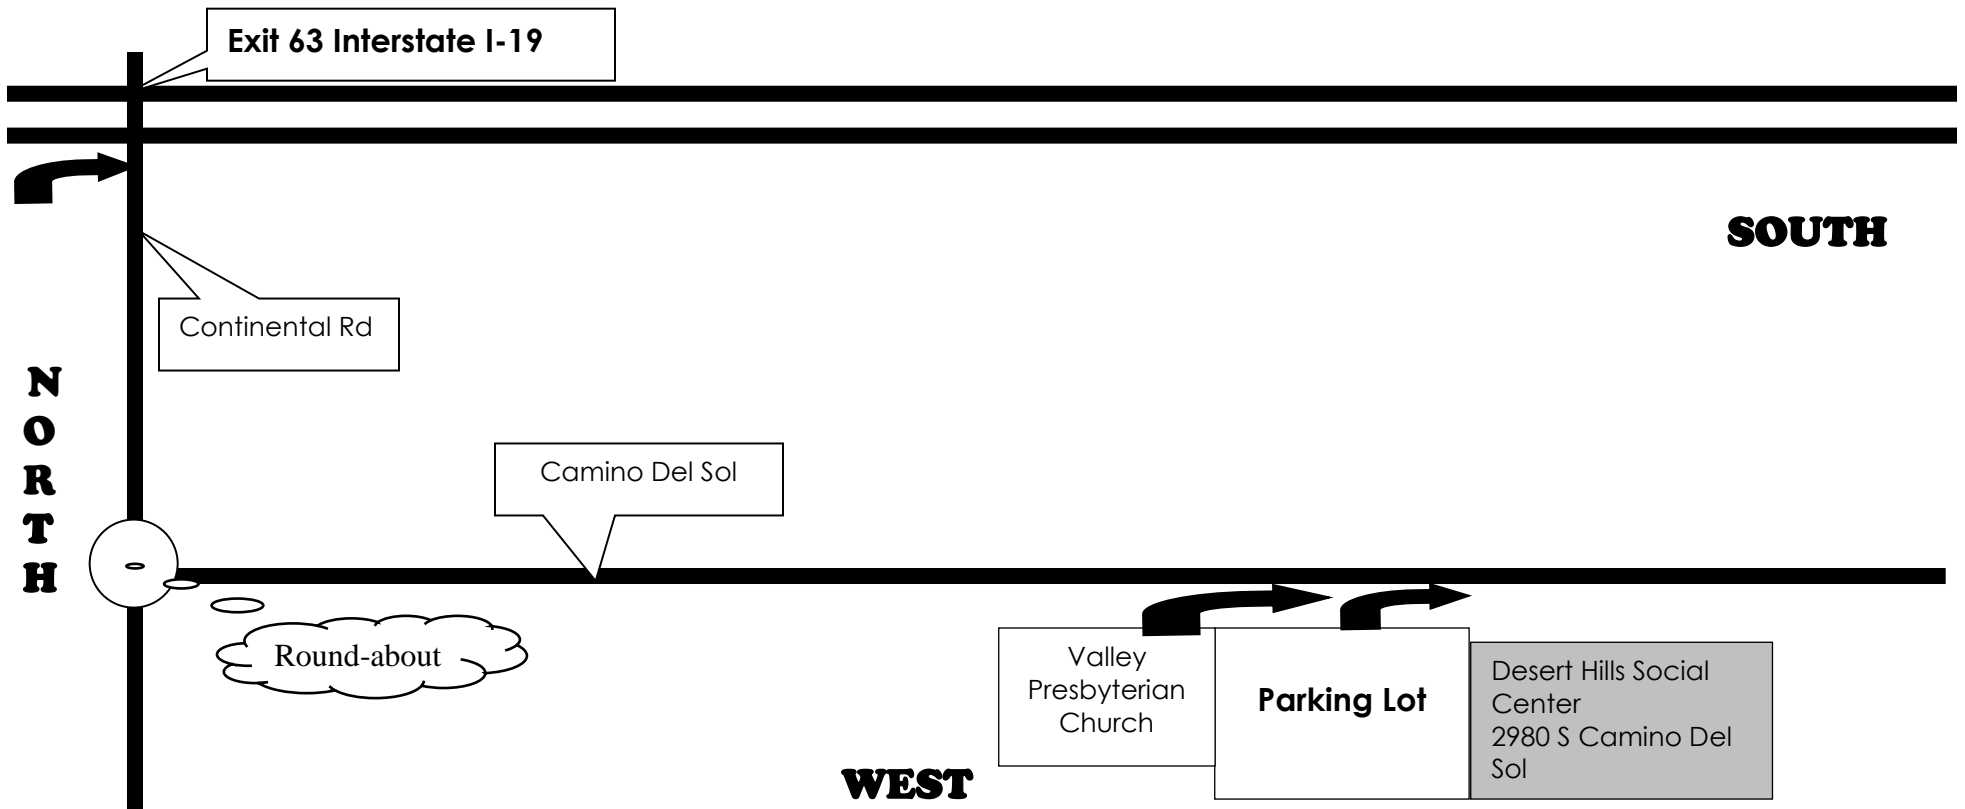 Exit 63 Interstate I-19
SOUTH
Continental Rd
NORTH
Camino Del Sol
Round-about
Valley
Presbyterian
Church
Parking Lot
Desert Hills Social
Center
2980 S Camino Del
Sol
WEST